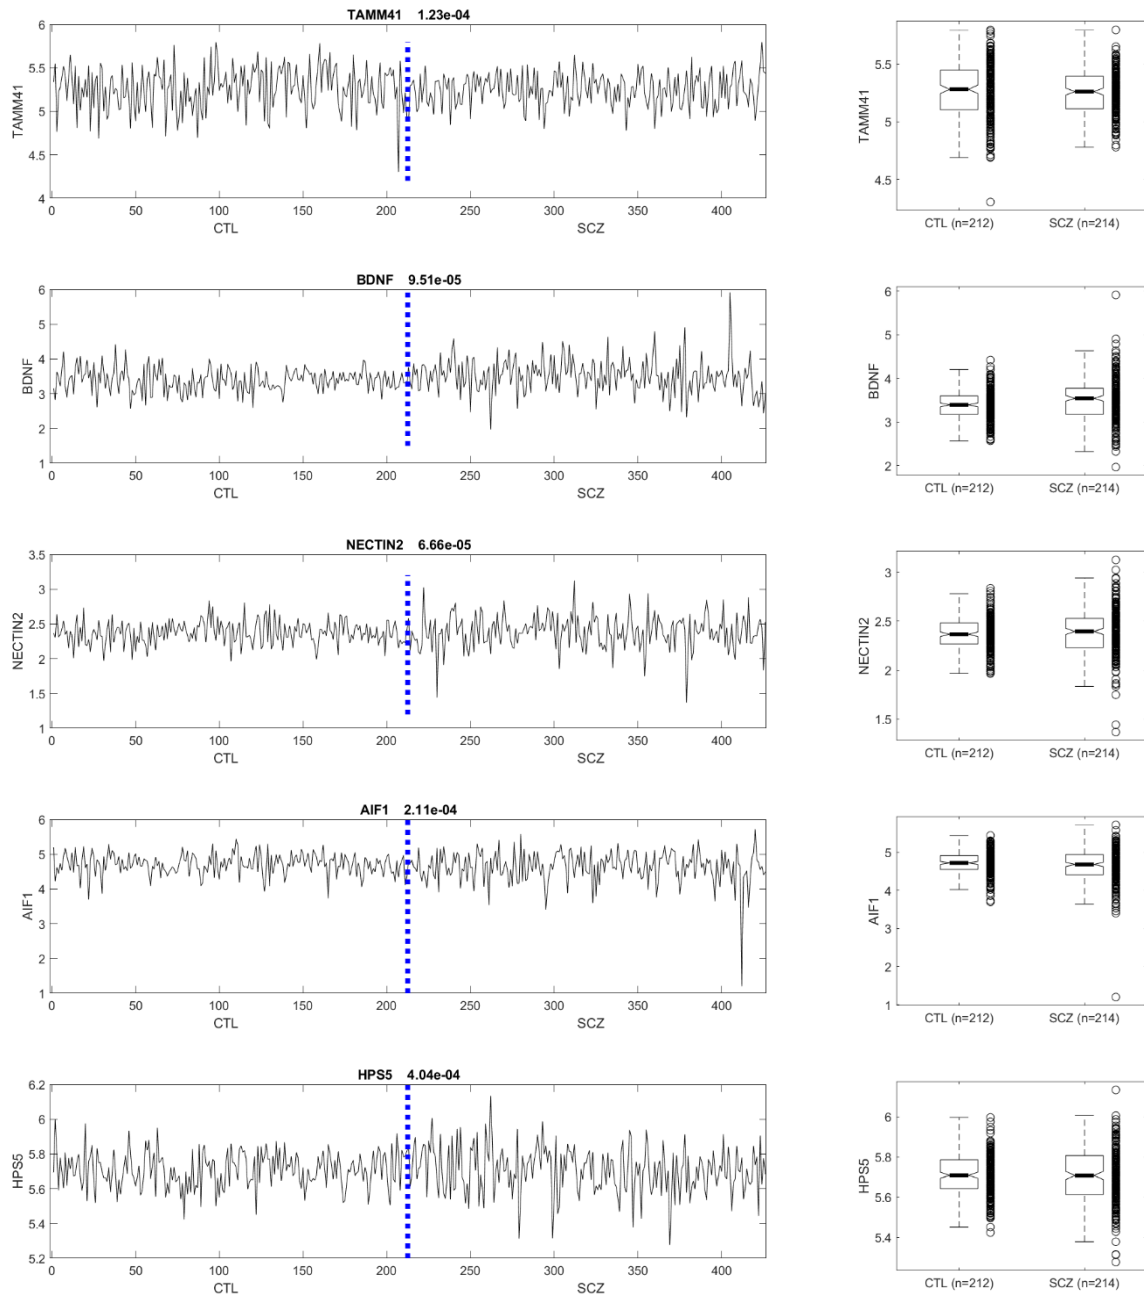 TAMM41 1.23e-04
6
5.5
5
4.5
4
TAMM41
0 50 100 150 200 250 300 350 400
CTL SCZ
5.5
5
4.5
TAMM41
CTL (n=212) SCZ (n=214)
BDNF 9.51e-05
6
5
4
3
2
1
BDNF
0 50 100 150 200 250 300 350 400
CTL SCZ
6
5
4
3
2
BDNF
CTL (n=212) SCZ (n=214)
NECTIN2 6.66e-05
3.5
3
2.5
2
1.5
1
NECTIN2
0 50 100 150 200 250 300 350 400
CTL SCZ
3
2.5
2
1.5
NECTIN2
CTL (n=212) SCZ (n=214)
AIF1 2.11e-04
6
5
4
3
2
1
AIF1
0 50 100 150 200 250 300 350 400
CTL SCZ
5
4
3
2
1
AIF1
CTL (n=212) SCZ (n=214)
HPS5 4.04e-04
6.2
6
5.8
5.6
5.4
5.2
HPS5
0 50 100 150 200 250 300 350 400
CTL SCZ
6
5.8
5.6
5.4
HPS5
CTL (n=212) SCZ (n=214)